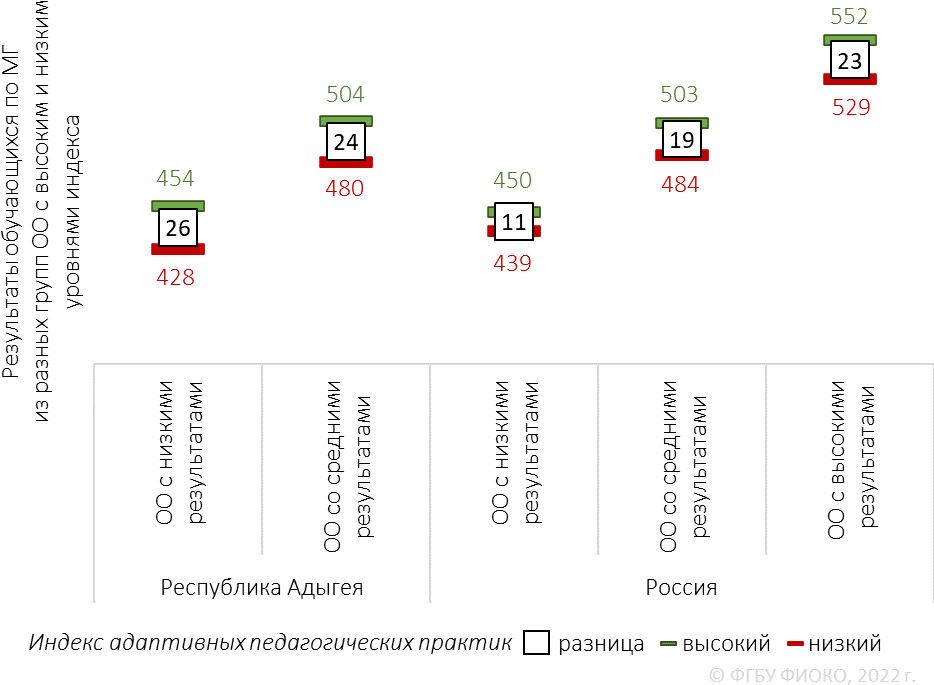 Результаты обучающихся по МГ
из разных групп ОО с высоким и низким
уровнями индекса
454
26
428
504
24
480
450
11
439
503
19
484
552
23
529
ОО с низкими
результатами
ОО со средними
результатами
ОО с низкими
результатами
ОО со средними
результатами
ОО с высокими
результатами
Республика Адыгея
Россия
Индекс адаптивных педагогических практик разница высокий низкий
© ФГБУ ФИОКО, 2022 г.